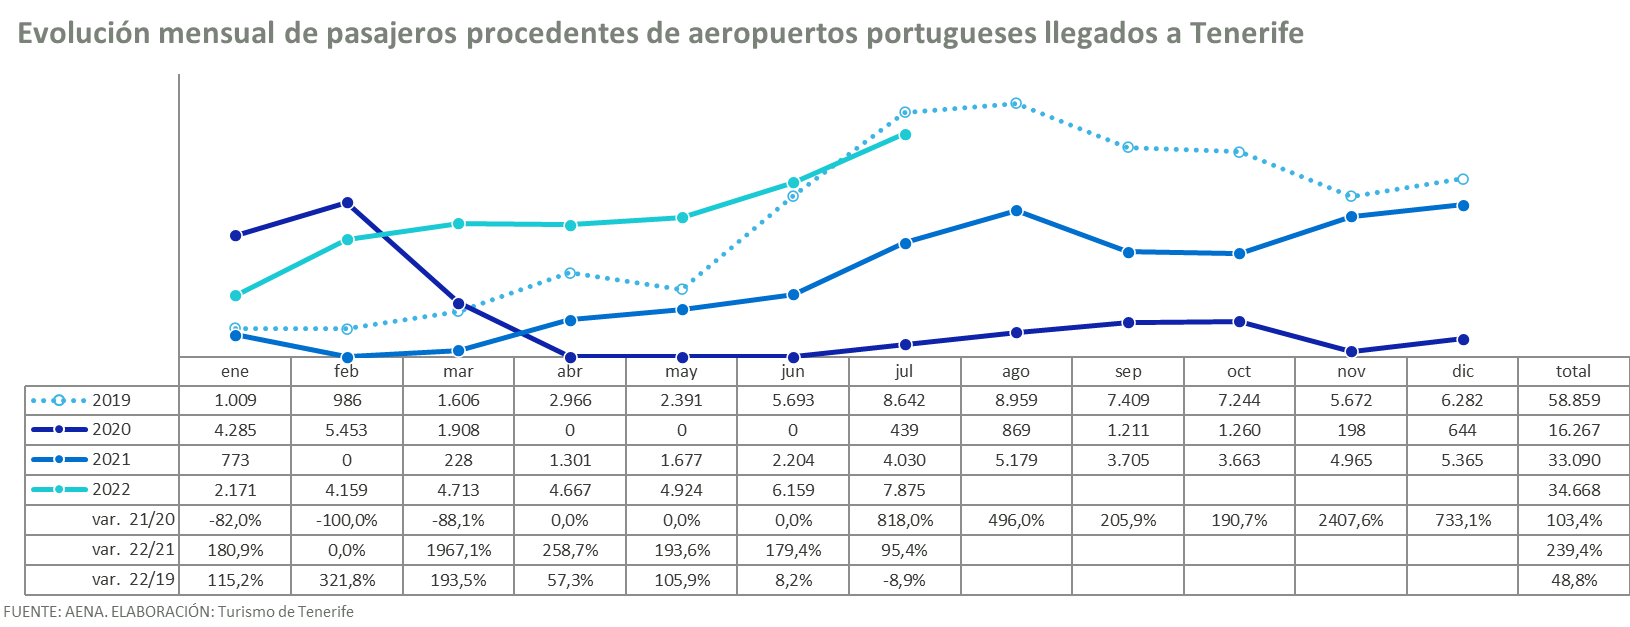 Evolución mensual de pasajeros procedentes de aeropuertos portugueses llegados a Tenerife
ene feb mar abr may jun jul ago sep oct nov dic total
2019 1.009 986 1.606 2.966 2.391 5.693 8.642 8.959 7.409 7.244 5.672 6.282 58.859
2020 4.285 5.453 1.908 0 0 0 439 869 1.211 1.260 198 644 16.267
2021 773 0 228 1.301 1.677 2.204 4.030 5.179 3.705 3.663 4.965 5.365 33.090
2022 2.171 4.159 4.713 4.667 4.924 6.159 7.875 34.668
var. 21/20 -82,0% -100,0% -88,1% 0,0% 0,0% 0,0% 818,0% 496,0% 205,9% 190,7% 2407,6% 733,1% 103,4%
var. 22/21 180,9% 0,0% 1967,1% 258,7% 193,6% 179,4% 95,4% 239,4%
var. 22/19 115,2% 321,8% 193,5% 57,3% 105,9% 8,2% -8,9% 48,8%
FUENTE: AENA. ELABORACIÓN: Turismo de Tenerife